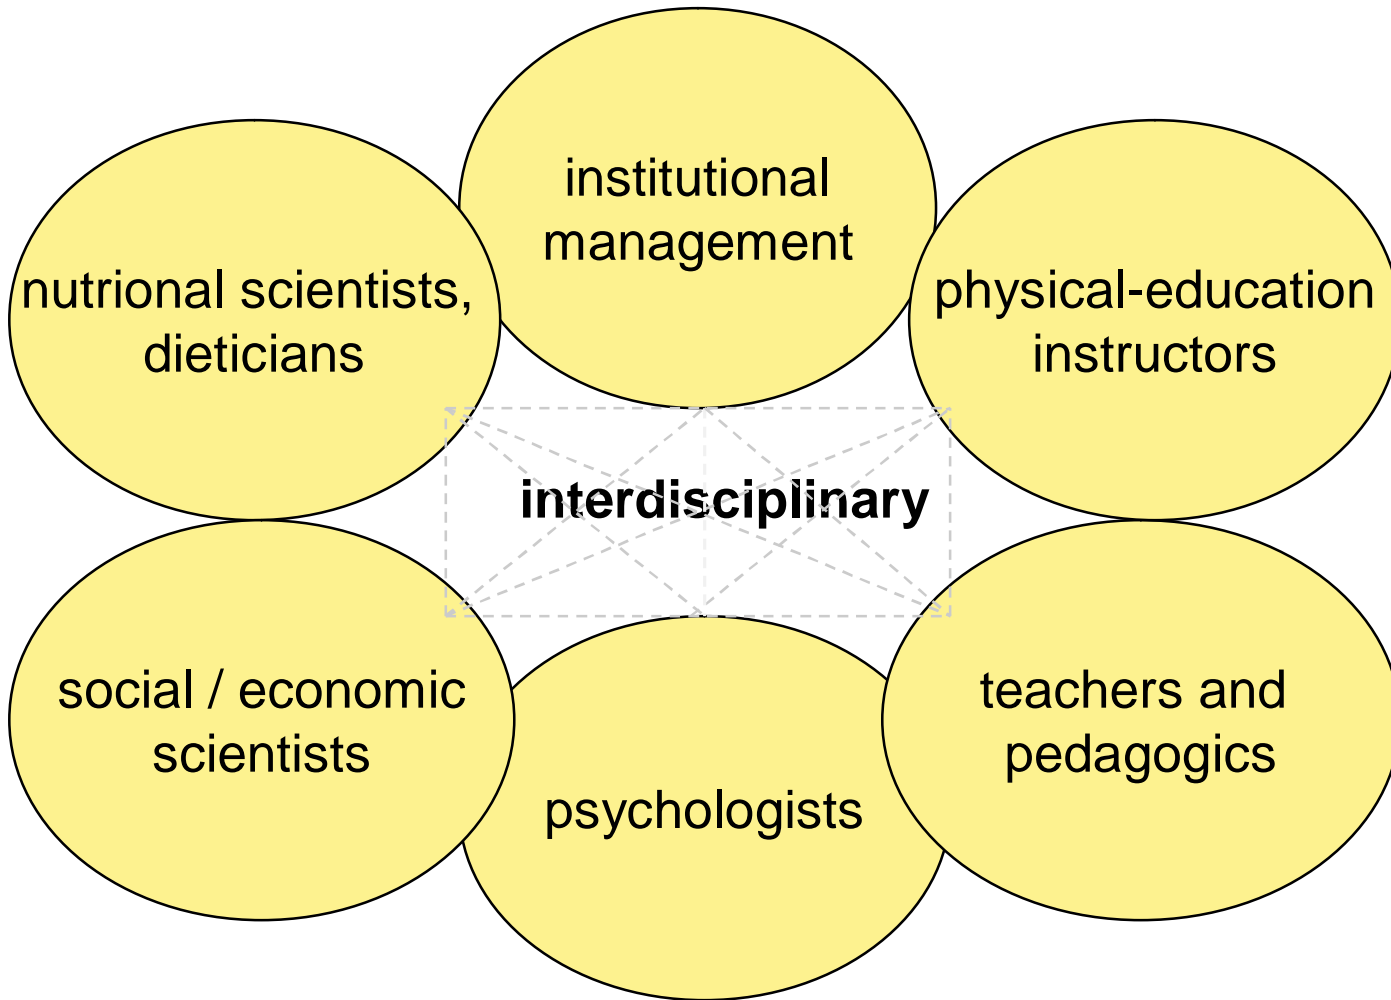 institutional
management
nutrional scientists,
dieticians
physical-education
instructors
interdisciplinary
social / economic
scientists
teachers and
pedagogics
psychologists